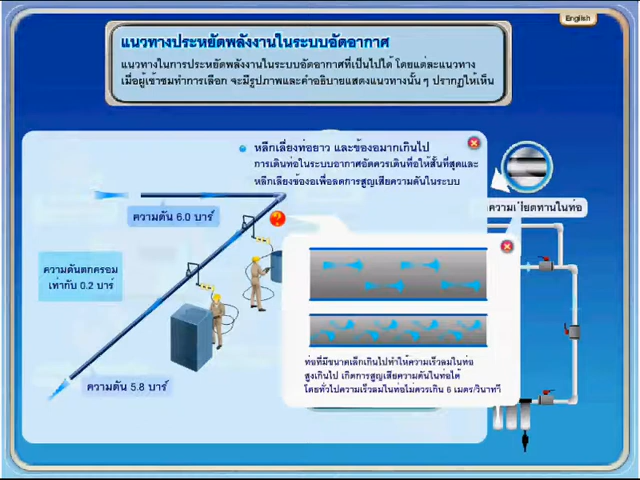 English
แนวทางประหยัดพลังงานในระบบอัดอากาศ
แนวทางในการประหยัดพลังงานในระบบอัดอากาศที่เป็นไปได้ โดยแต่ละแนวทาง
เมื่อผู้เข้าชมทำการเลือก จะมีรูปภาพและคำอธิบายแสดงแนวทางนั้น ๆ ปรากฏให้เห็น
หลีกเลี่ยงท่อยาว และข้องอมากเกินไป
การเดินท่อในระบบอากาศอัดควรเดินท่อให้สั้นที่สุดและ
หลีกเลี่ยงข้องอเพื่อลดการสูญเสียความดันในระบบ
ความเสียดทานในท่อ
ความดัน 6.0 บาร์
?
ความดันตกคร่อม
เท่ากับ 0.2 บาร์
ท่อที่มีขนาดเล็กเกินไปทำให้ความเร็วลมในท่อ
สูงเกินไป เกิดการสูญเสียความดันในท่อได้
โดยทั่วไปความเร็วลมในท่อไม่ควรเกิน 6 เมตร/วินาที
ความดัน 5.8 บาร์